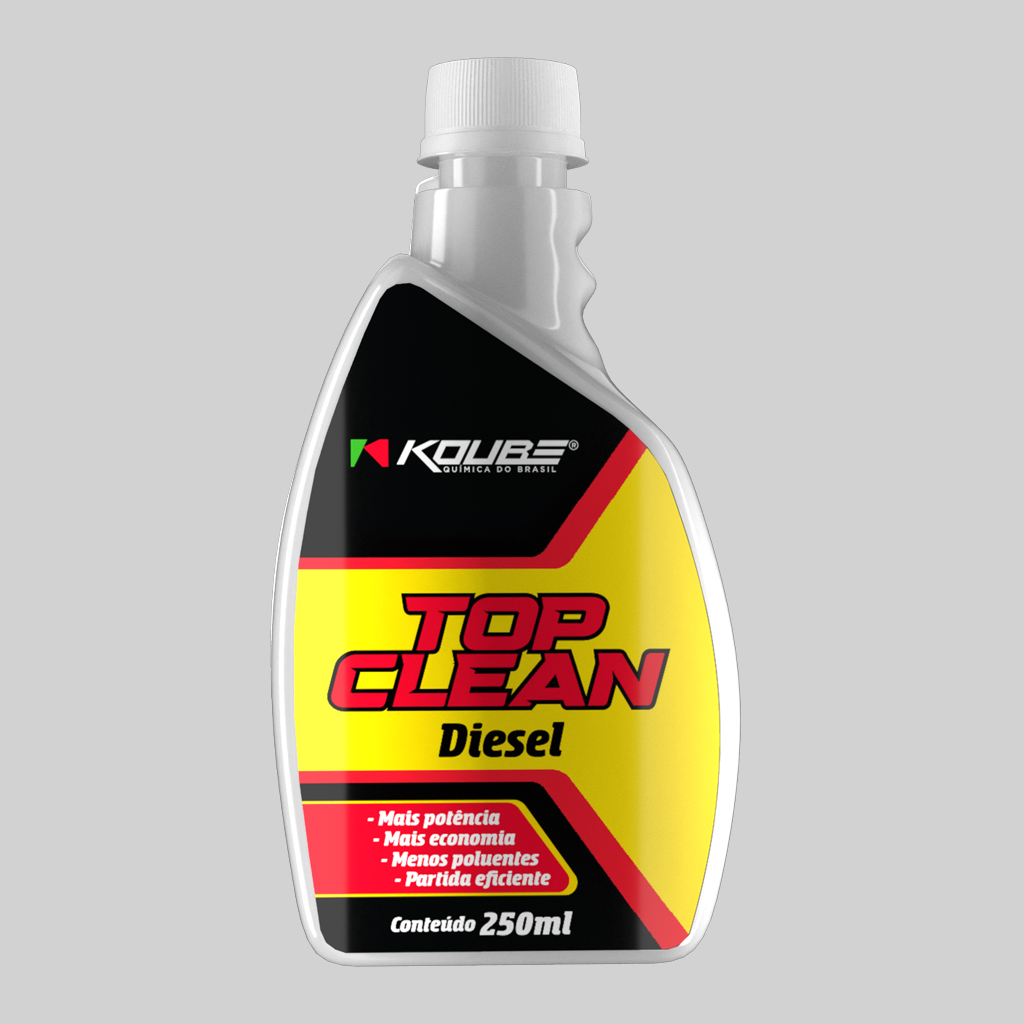 KOUBE®
QUÍMICA DO BRASIL
TOP
CLEAN
Diesel
- Mais potência
- Mais economia
- Menos poluentes
- Partida eficiente
Conteúdo 250ml